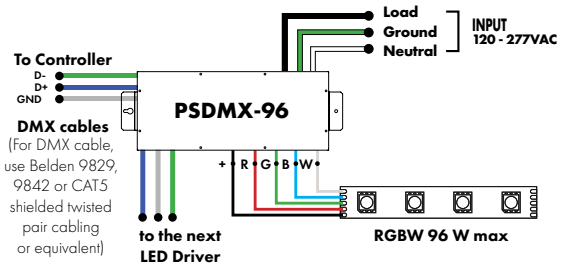 Load
Ground
Neutral
INPUT
120 - 277VAC
To Controller
D-
D+
GND
PSDMX-96
DMX cables
(For DMX cable,
use Belden 9829,
9842 or CAT5
shielded twisted
pair cabling
or equivalent)
+ R G B W
to the next
LED Driver
RGBW 96 W max